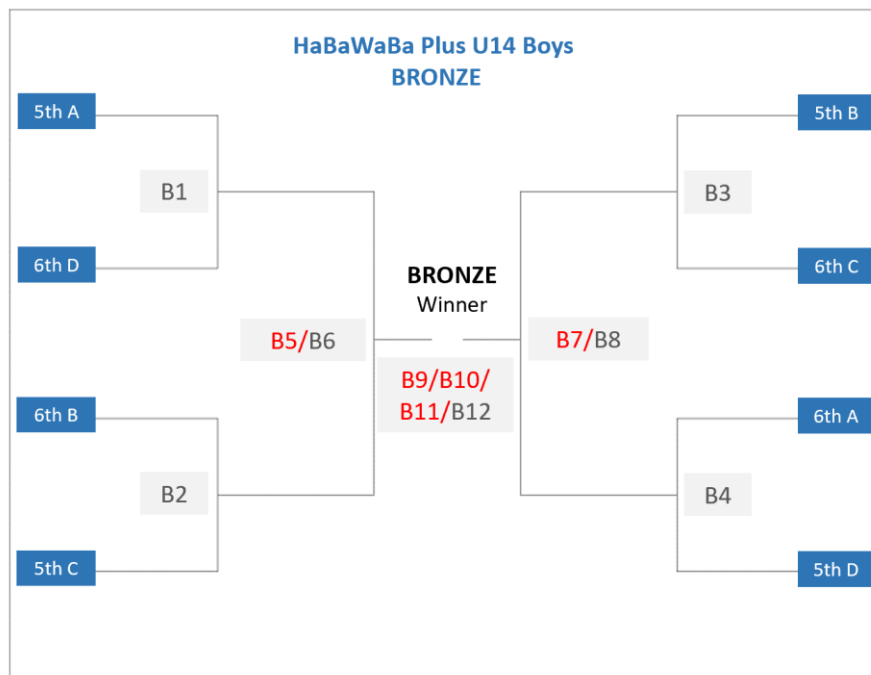 HaBaWaBa Plus U14 Boys
BRONZE
5th A
5th B
B1
B3
6th D
6th C
BRONZE
Winner
B5/B6
B7/B8
B9/B10/
B11/B12
6th B
6th A
B2
B4
5th C
5th D